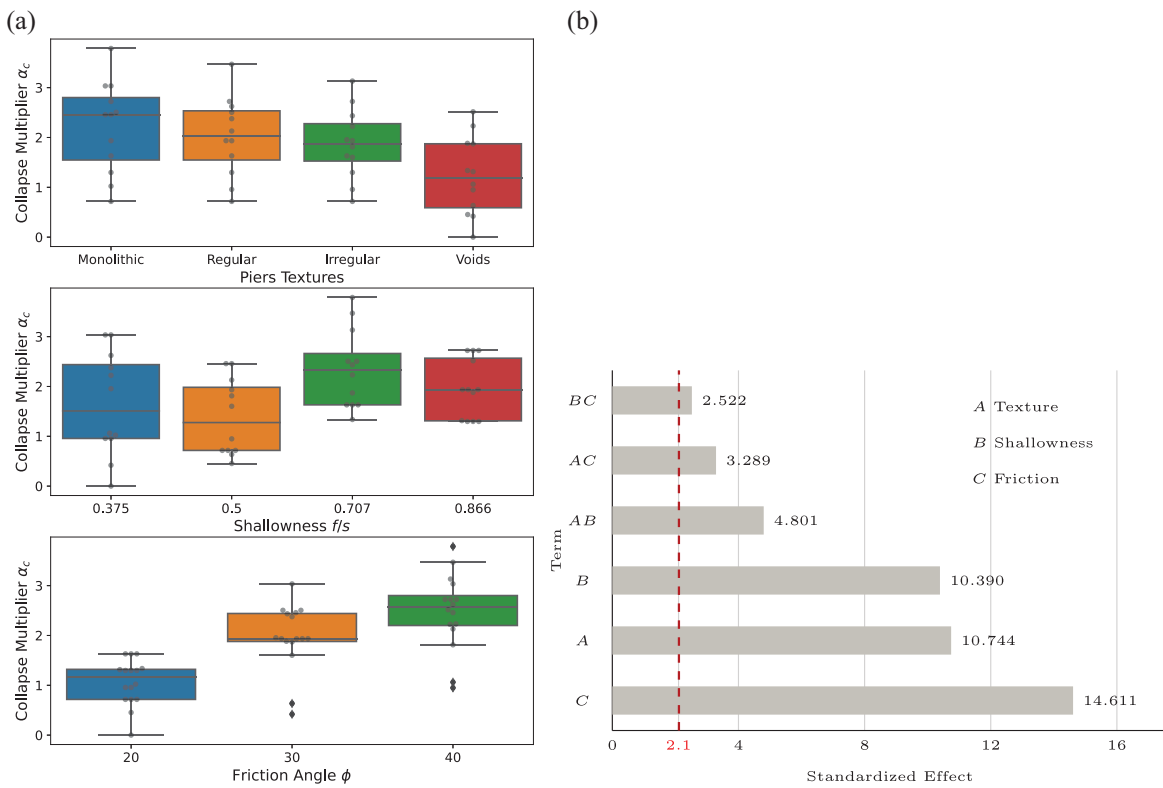 (a)
Collapse Multiplier αc
3
2
1
0
Monolithic Regular Irregular Voids
Piers Textures
Collapse Multiplier αc
3
2
1
0
0.375 0.5 0.707 0.866
Shallowness f/s
Collapse Multiplier αc
3
2
1
0
20 30 40
Friction Angle ϕ
(b)
Term
BC 2.522
AC 3.289
AB 4.801
B 10.390
A 10.744
C 14.611
A Texture
B Shallowness
C Friction
0 2.1 4 8 12 16
Standardized Effect